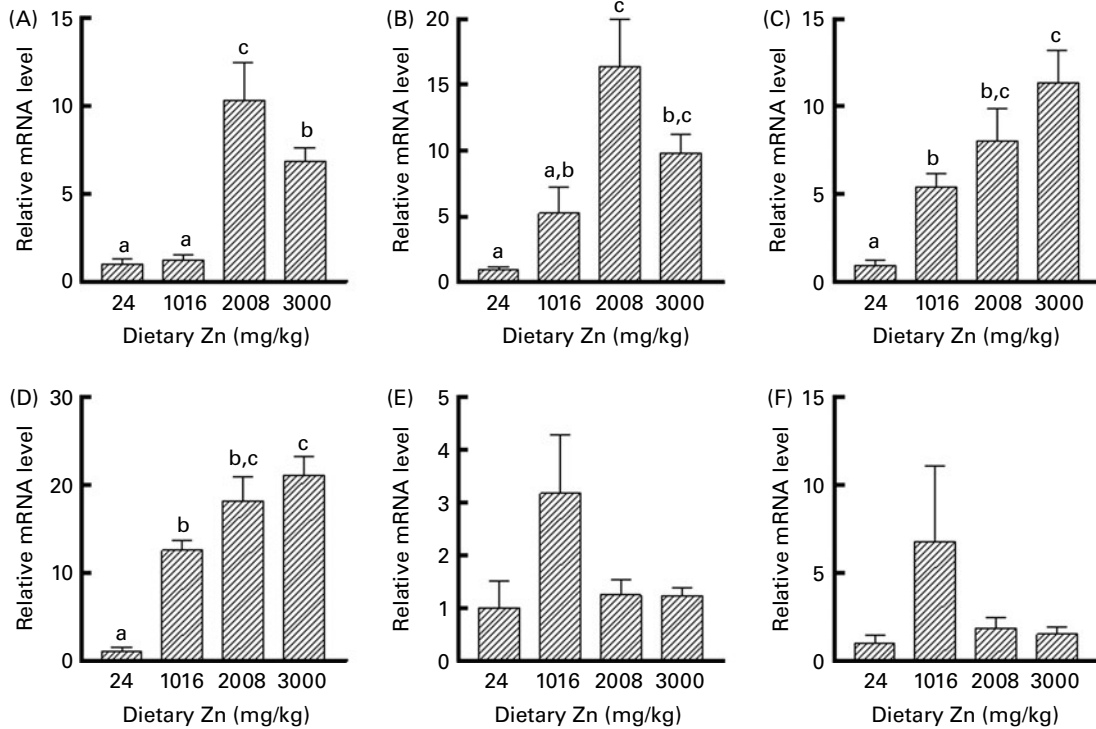 (A)
15
10
5
0
Relative mRNA level
a
a
c
b
24 1016 2008 3000
Dietary Zn (mg/kg)
(B)
20
15
10
5
0
Relative mRNA level
a
a,b
c
b,c
24 1016 2008 3000
Dietary Zn (mg/kg)
(C)
15
10
5
0
Relative mRNA level
a
b
b,c
c
24 1016 2008 3000
Dietary Zn (mg/kg)
(D)
30
20
10
0
Relative mRNA level
a
b
b,c
c
24 1016 2008 3000
Dietary Zn (mg/kg)
(E)
5
4
3
2
1
0
Relative mRNA level
24 1016 2008 3000
Dietary Zn (mg/kg)
(F)
15
10
5
0
Relative mRNA level
24 1016 2008 3000
Dietary Zn (mg/kg)